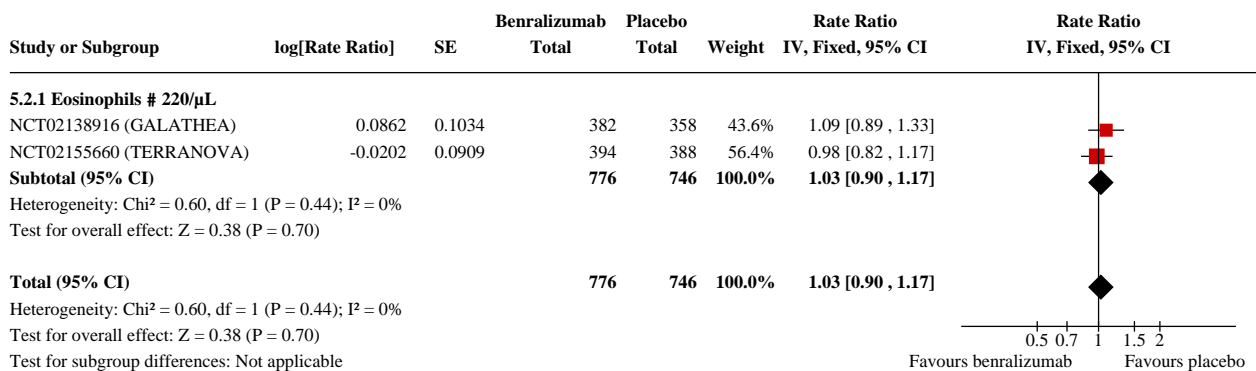 Benralizumab Placebo Rate Ratio Rate Ratio
Study or Subgroup log[Rate Ratio] SE Total Total Weight IV, Fixed, 95% CI IV, Fixed, 95% CI
5.2.1 Eosinophils # 220/µL
NCT02138916 (GALATHEA) 0.0862 0.1034 382 358 43.6% 1.09 [0.89 , 1.33]
NCT02155660 (TERRANOVA) -0.0202 0.0909 394 388 56.4% 0.98 [0.82 , 1.17]
Subtotal (95% CI) 776 746 100.0% 1.03 [0.90 , 1.17]
Heterogeneity: Chi² = 0.60, df = 1 (P = 0.44); I² = 0%
Test for overall effect: Z = 0.38 (P = 0.70)
Total (95% CI) 776 746 100.0% 1.03 [0.90 , 1.17]
Heterogeneity: Chi² = 0.60, df = 1 (P = 0.44); I² = 0%
Test for overall effect: Z = 0.38 (P = 0.70) 0.5 0.7 1 1.5 2
Test for subgroup differences: Not applicable Favours benralizumab Favours placebo